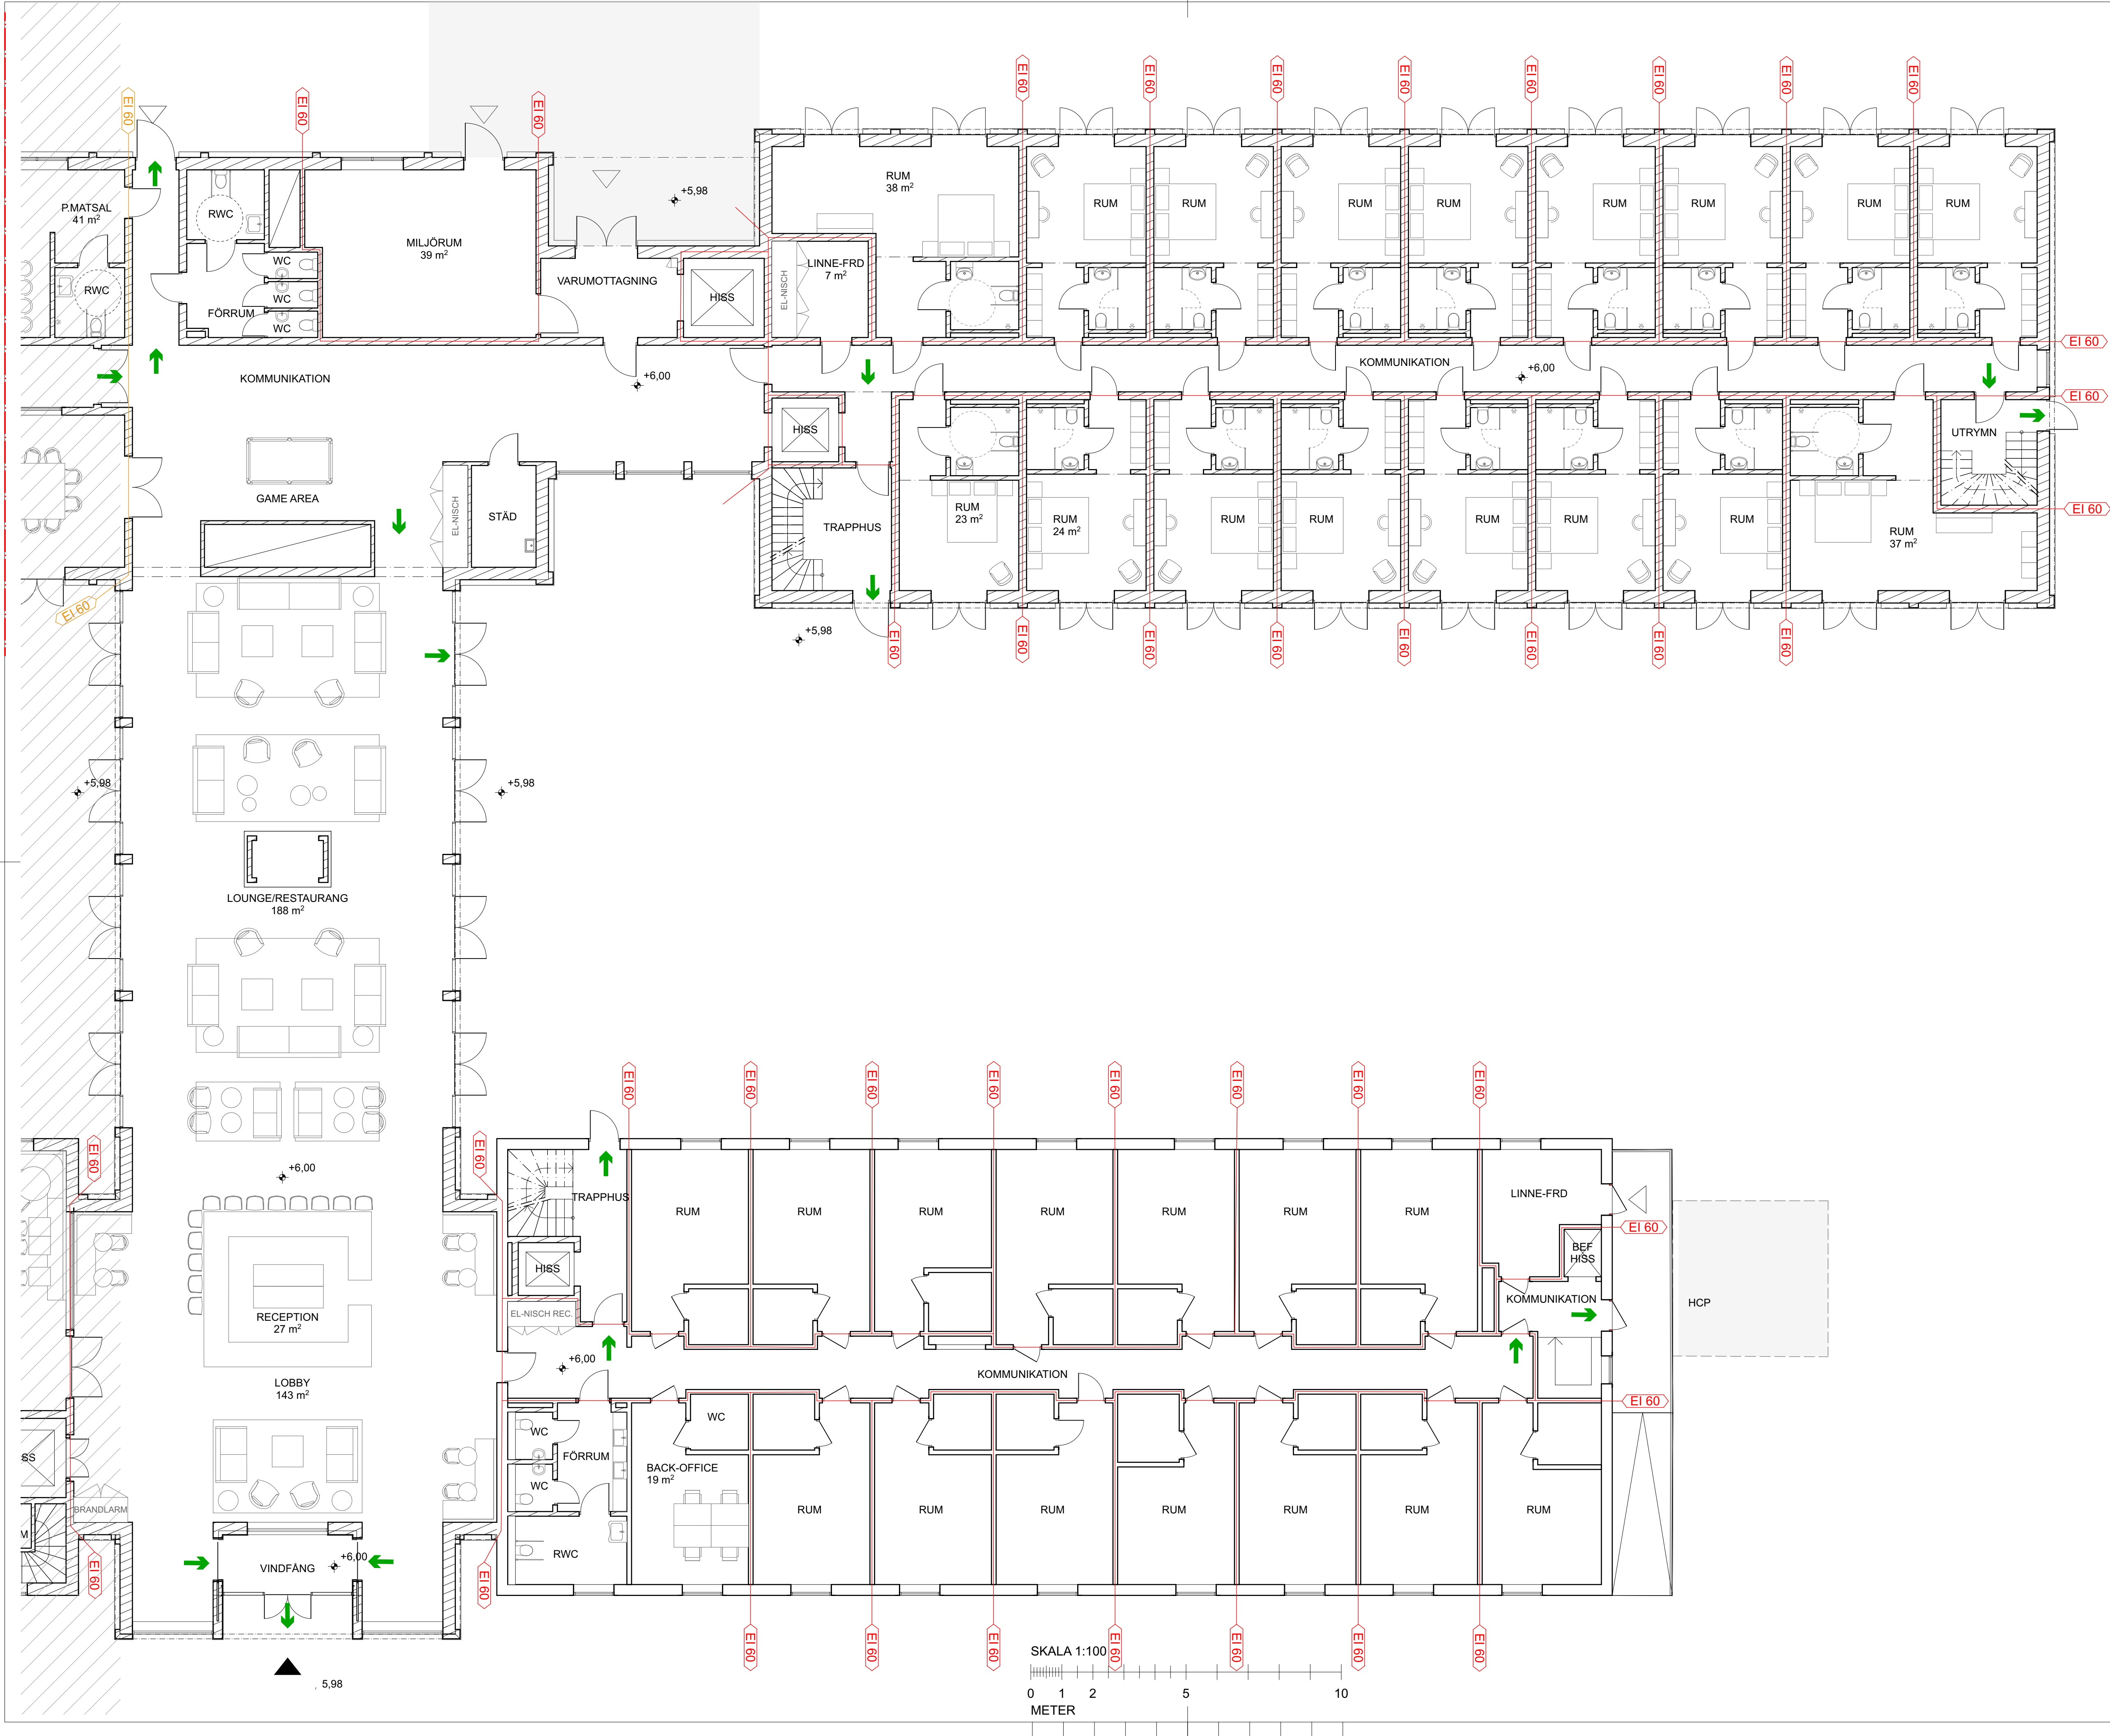 EI 60
EI 60
EI 60
EI 60
EI 60
EI 60
EI 60
EI 60
EI 60
EI 60
EI 60
P.MATSAL
41 m²
RWC
RWC
WC
WC
WC
FÖRRUM
MILJÖRUM
39 m²
+5,98
VARUMOTTAGNING
HISS
EL-NISCH
LINNE-FRD
7 m²
RUM
38 m²
RUM
RUM
RUM
RUM
RUM
RUM
RUM
RUM
KOMMUNIKATION
+6,00
KOMMUNIKATION
+6,00
EI 60
EI 60
HISS
UTRYMN
GAME AREA
EL-NISCH
STÄD
TRAPPHUS
RUM
23 m²
RUM
24 m²
RUM
RUM
RUM
RUM
RUM
RUM
37 m²
EI 60
EI 60
+5,98
EI 60
EI 60
EI 60
EI 60
EI 60
EI 60
EI 60
EI 60
+5,98
+5,98
LOUNGE/RESTAURANG
188 m²
EI 60
EI 60
EI 60
EI 60
EI 60
EI 60
EI 60
EI 60
EI 60
EI 60
+6,00
TRAPPHUS
RUM
RUM
RUM
RUM
RUM
RUM
RUM
LINNE-FRD
EI 60
BEF
HISS
HISS
EL-NISCH REC.
KOMMUNIKATION
HCP
RECEPTION
27 m²
+6,00
KOMMUNIKATION
LOBBY
143 m²
EI 60
WC
WC
FÖRRUM
WC
BACK-OFFICE
19 m²
SS
BRANDLARM
M
RUM
RUM
RUM
RUM
RUM
RUM
RUM
RWC
VINDFÅNG
+6,00
EI 60
EI 60
EI 60
EI 60
EI 60
EI 60
EI 60
EI 60
EI 60
5,98
SKALA 1:100
0 1 2 5 10
METER